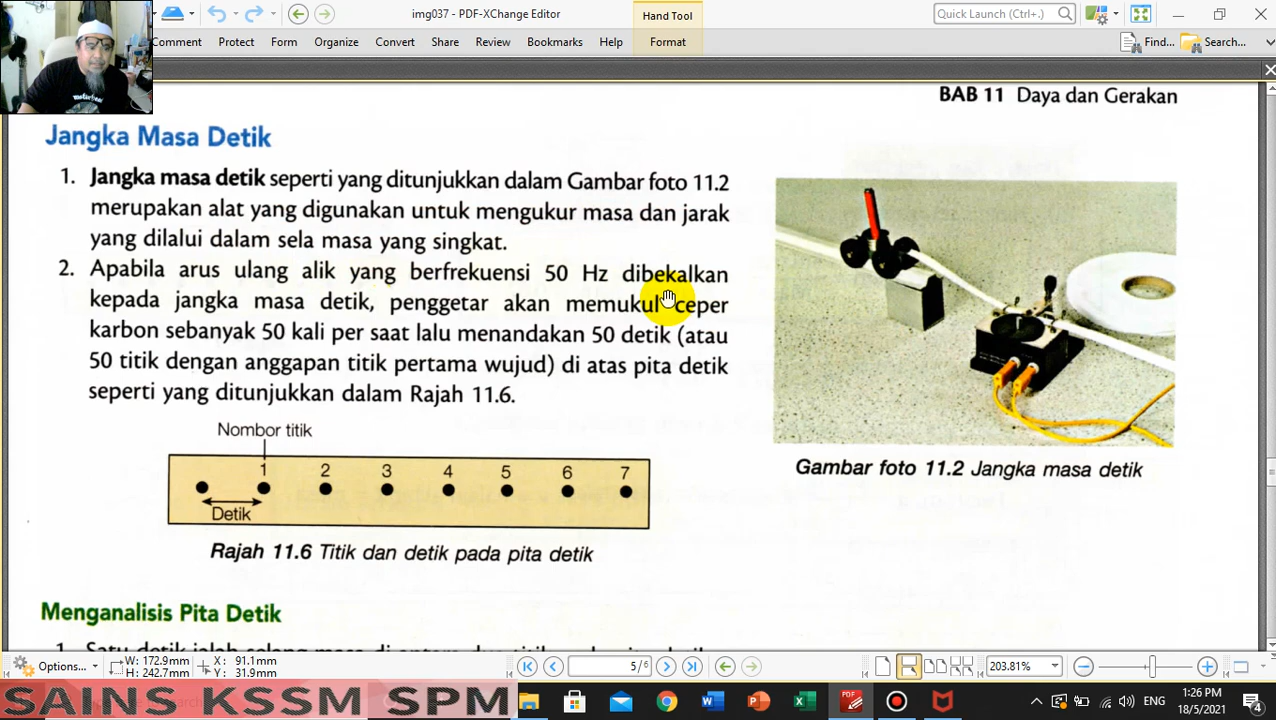 img037 - PDF-XChange Editor
Hand Tool
Quick Launch (Ctrl+.)
Comment Protect Form Organize Convert Share Review Bookmarks Help Format
Find... Search...
BAB 11 Daya dan Gerakan
Jangka Masa Detik
1. Jangka masa detik seperti yang ditunjukkan dalam Gambar foto 11.2
merupakan alat yang digunakan untuk mengukur masa dan jarak
yang dilalui dalam sela masa yang singkat.
2. Apabila arus ulang alik yang berfrekuensi 50 Hz dibekalkan
kepada jangka masa detik, penggetar akan memukul ceper
karbon sebanyak 50 kali per saat lalu menandakan 50 detik (atau
50 titik dengan anggapan titik pertama wujud) di atas pita detik
seperti yang ditunjukkan dalam Rajah 11.6.
Nombor titik
1 2 3 4 5 6 7
Detik
Rajah 11.6 Titik dan detik pada pita detik
Gambar foto 11.2 Jangka masa detik
Menganalisis Pita Detik
Options...
W: 172.9mm
H: 242.7mm
X: 91.1mm
Y: 31.9mm
5/6
203.81%
SAINS KSSM SPM
ENG
1:26 PM
18/5/2021